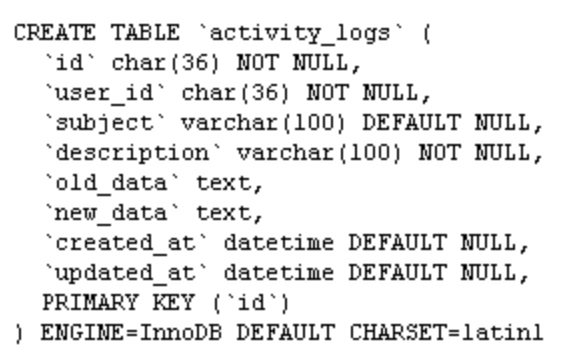 CREATE TABLE `activity_logs` (
`id` char(36) NOT NULL,
`user_id` char(36) NOT NULL,
`subject` varchar(100) DEFAULT NULL,
`description` varchar(100) NOT NULL,
`old_data` text,
`new_data` text,
`created_at` datetime DEFAULT NULL,
`updated_at` datetime DEFAULT NULL,
PRIMARY KEY (`id`)
) ENGINE=InnoDB DEFAULT CHARSET=latin1